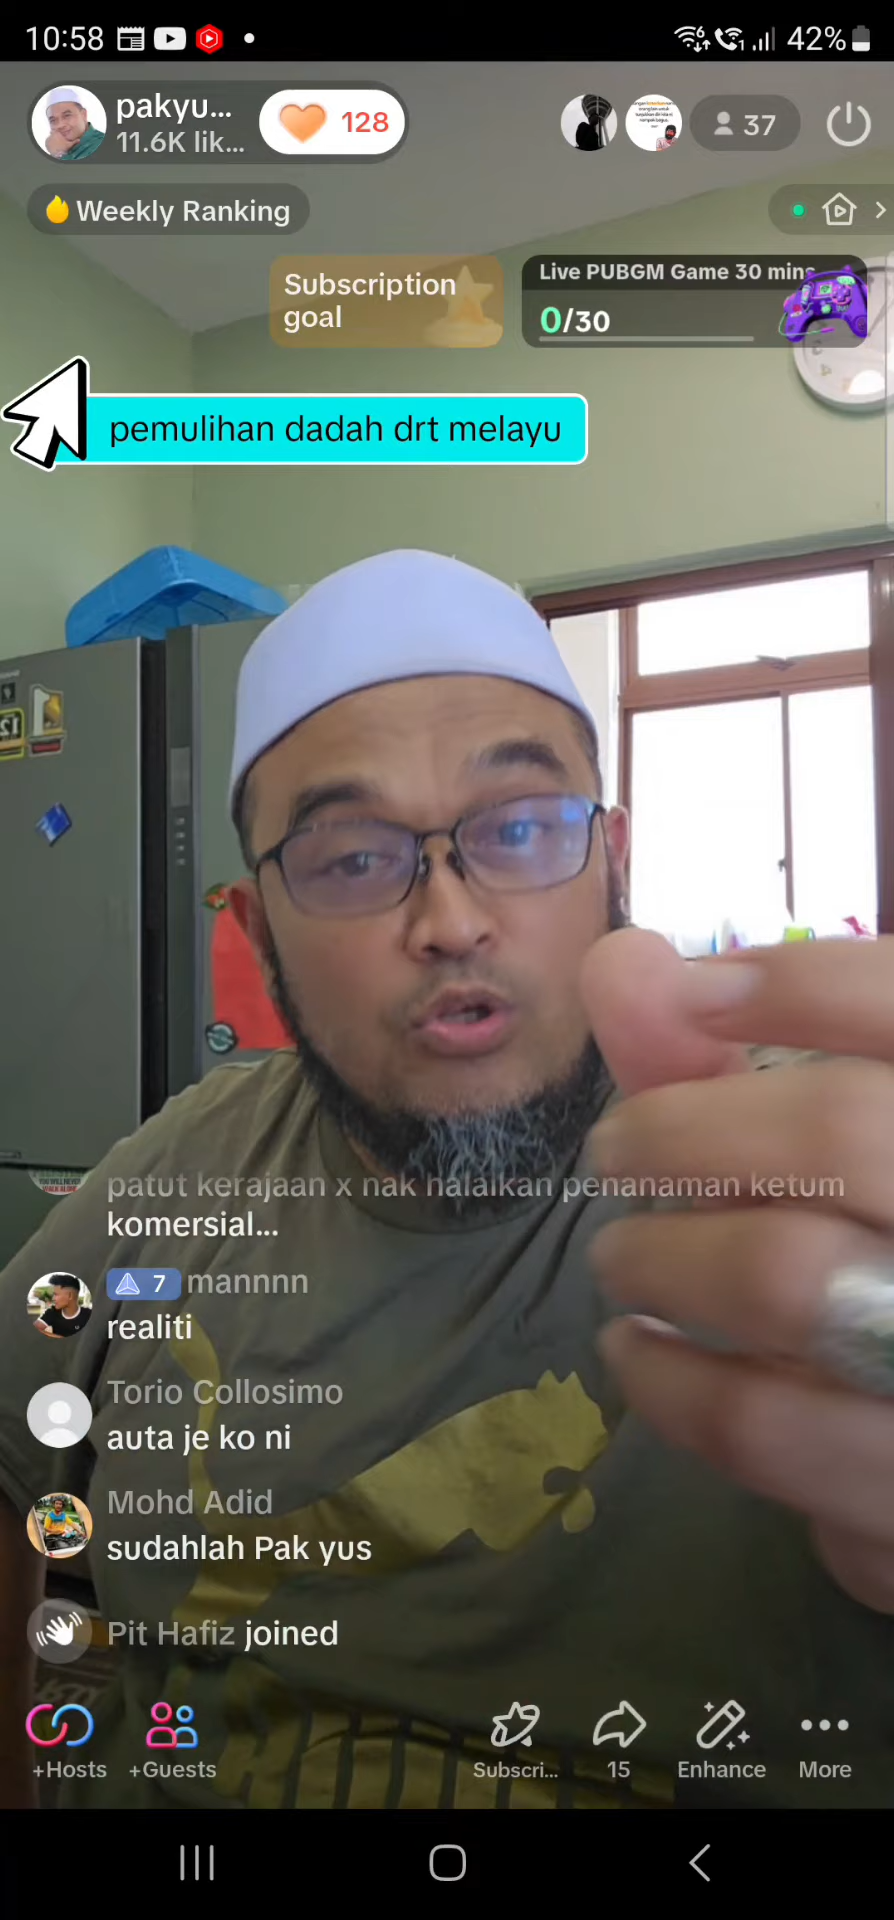 10:58
42%
pakyu...
11.6K lik...
128
37
Weekly Ranking
Subscription
goal
Live PUBGM Game 30 mins
0/30
pemulihan dadah drt melayu
patut kerajaan x nak halalkan penanaman ketum
komersial...
7 mannnn
realiti
Torio Collosimo
auta je ko ni
Mohd Adid
sudahlah Pak yus
Pit Hafiz joined
+Hosts
+Guests
Subscri...
15
Enhance
More